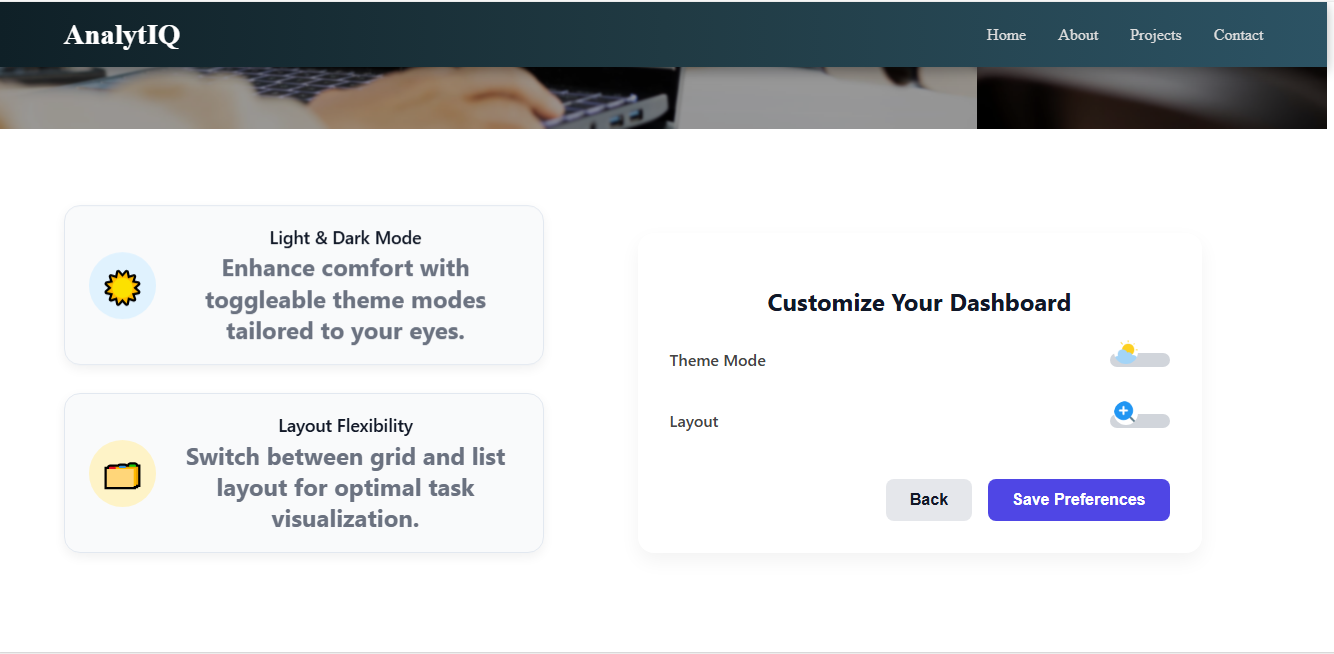 AnalytIQ
Home About Projects Contact
Light & Dark Mode
Enhance comfort with
toggleable theme modes
tailored to your eyes.
Layout Flexibility
Switch between grid and list
layout for optimal task
visualization.
Customize Your Dashboard
Theme Mode
Layout
Back Save Preferences